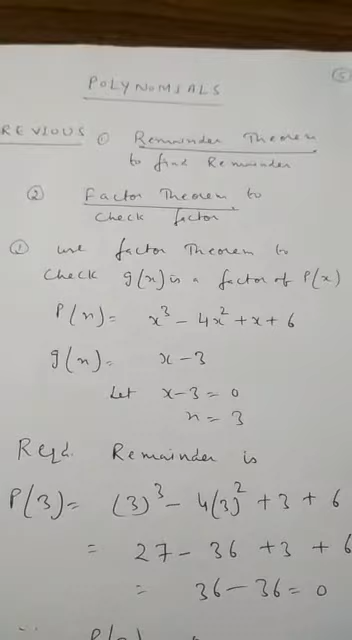 5
POLYNOMIALS
REVIOUS ① Remainder Theorem
to find Remainder
② Factor Theorem to
check factor
① use factor Theorem to
check g(x) is a factor of P(x)
P(x) = x³ - 4x² + x + 6
g(x) = x - 3
Let x - 3 = 0
x = 3
Reqd. Remainder is
P(3) = (3)³ - 4(3)² + 3 + 6
= 27 - 36 + 3 + 6
= 36 - 36 = 0